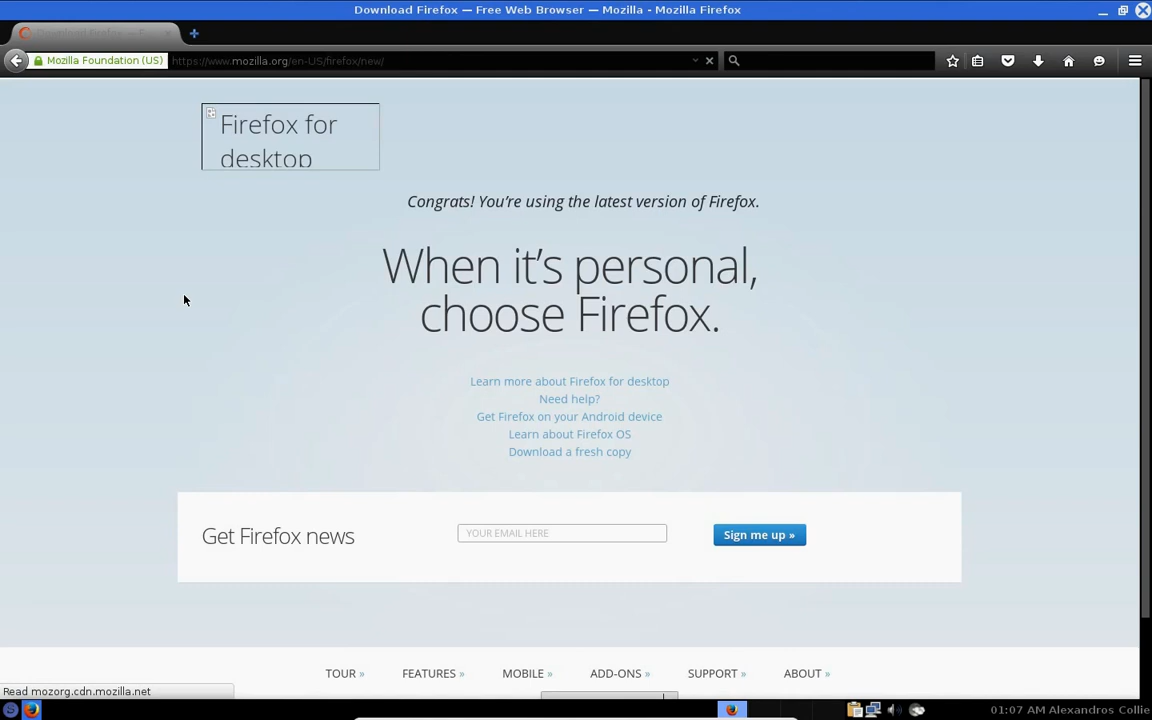 Download Firefox — Free Web Browser — Mozilla - Mozilla Firefox
Mozilla Foundation (US) https://www.mozilla.org/en-US/firefox/new/
Firefox for
desktop
Congrats! You're using the latest version of Firefox.
When it's personal,
choose Firefox.
Learn more about Firefox for desktop
Need help?
Get Firefox on your Android device
Learn about Firefox OS
Download a fresh copy
Get Firefox news YOUR EMAIL HERE Sign me up »
TOUR » FEATURES » MOBILE » ADD-ONS » SUPPORT » ABOUT »
Read mozorg.cdn.mozilla.net
01:07 AM Alexandros Collie